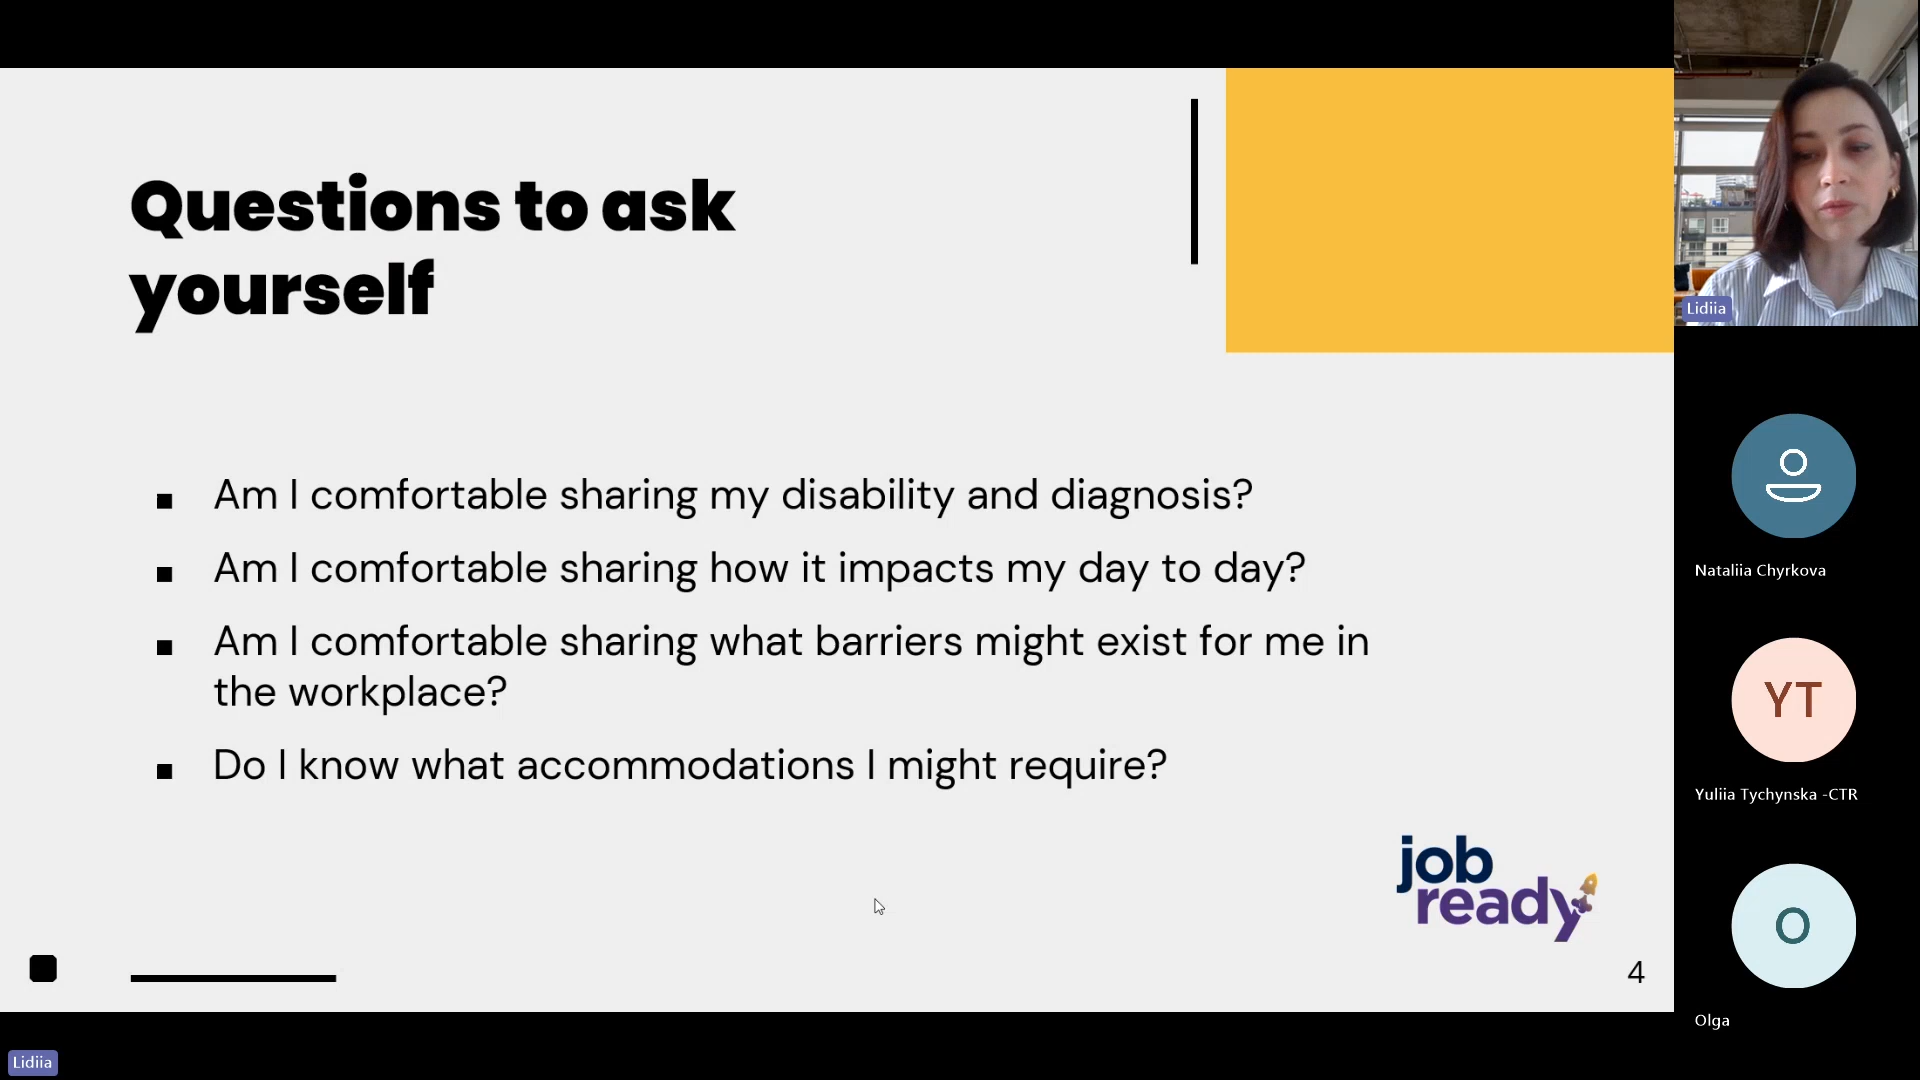 Questions to ask
yourself
Am I comfortable sharing my disability and diagnosis?
Am I comfortable sharing how it impacts my day to day?
Am I comfortable sharing what barriers might exist for me in
the workplace?
Do I know what accommodations I might require?
job
ready
4
Lidiia
Nataliia Chyrkova
YT
Yuliia Tychynska -CTR
O
Olga
Lidiia